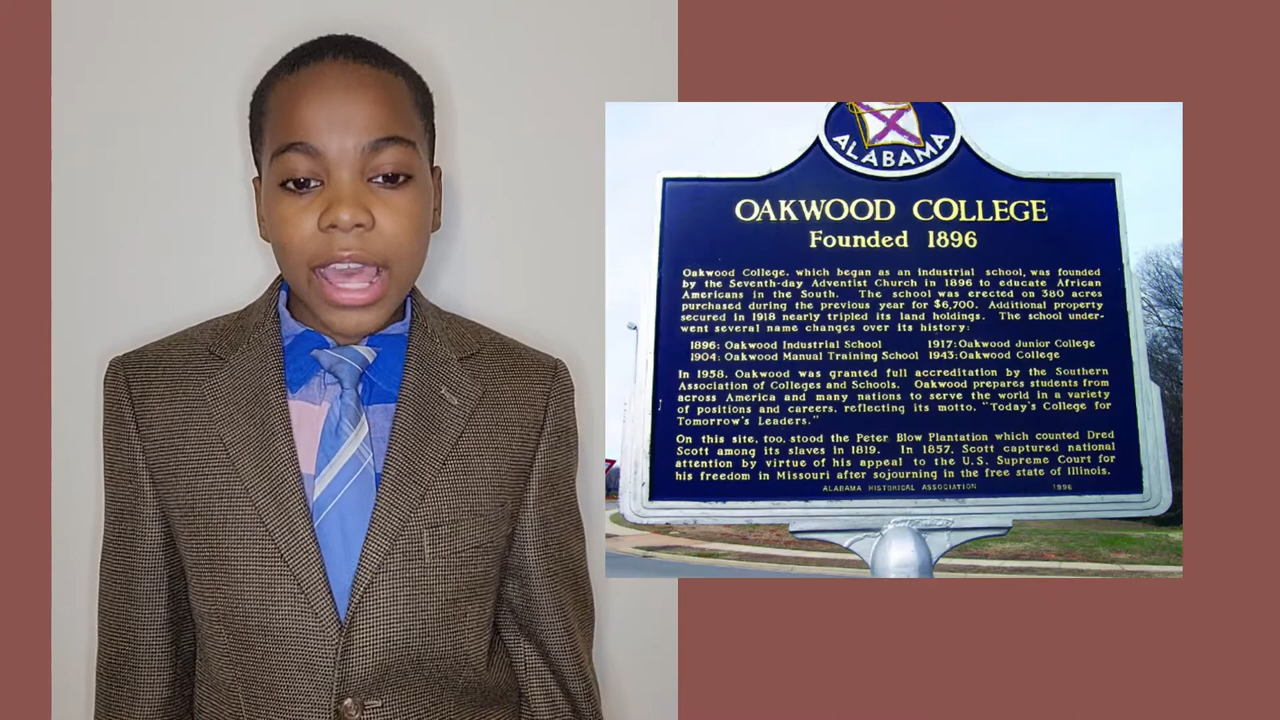 ALABAMA
OAKWOOD COLLEGE
Founded 1896
Oakwood College, which began as an industrial school, was founded
by the Seventh-day Adventist Church in 1896 to educate African
Americans in the South. The school was erected on 380 acres
purchased during the previous year for $6,700. Additional property
secured in 1918 nearly tripled its land holdings. The school under-
went several name changes over its history:
1896: Oakwood Industrial School 1917: Oakwood Junior College
1904: Oakwood Manual Training School 1943: Oakwood College
In 1958, Oakwood was granted full accreditation by the Southern
Association of Colleges and Schools. Oakwood prepares students from
across America and many nations to serve the world in a variety
of positions and careers, reflecting its motto, "Today's College for
Tomorrow's Leaders."
On this site, too, stood the Peter Blow Plantation which counted Dred
Scott among its slaves in 1819. In 1857, Scott captured national
attention by virtue of his appeal to the U.S. Supreme Court for
his freedom in Missouri after sojourning in the free state of Illinois.
ALABAMA HISTORICAL ASSOCIATION 1996